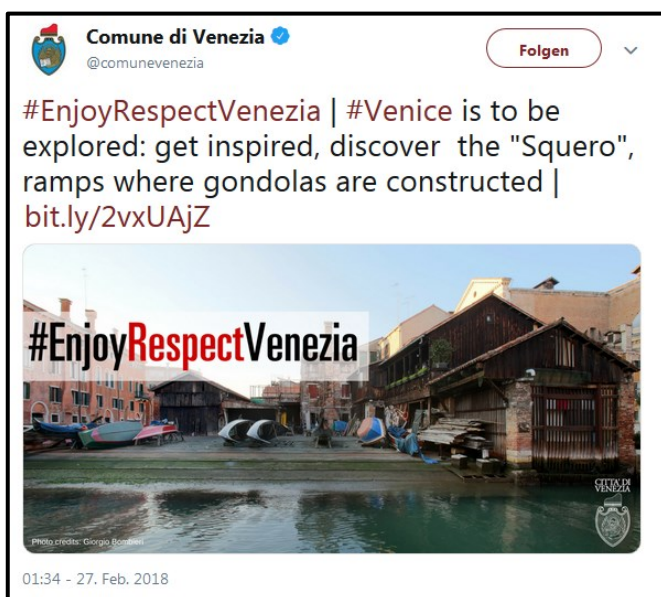 Comune di Venezia
@comunevenezia
Folgen
#EnjoyRespectVenezia | #Venice is to be
explored: get inspired, discover the "Squero",
ramps where gondolas are constructed |
bit.ly/2vxUAjZ
#EnjoyRespectVenezia
CITTA' DI
VENEZIA
Photo credits: Giorgio Bombieri
01:34 - 27. Feb. 2018